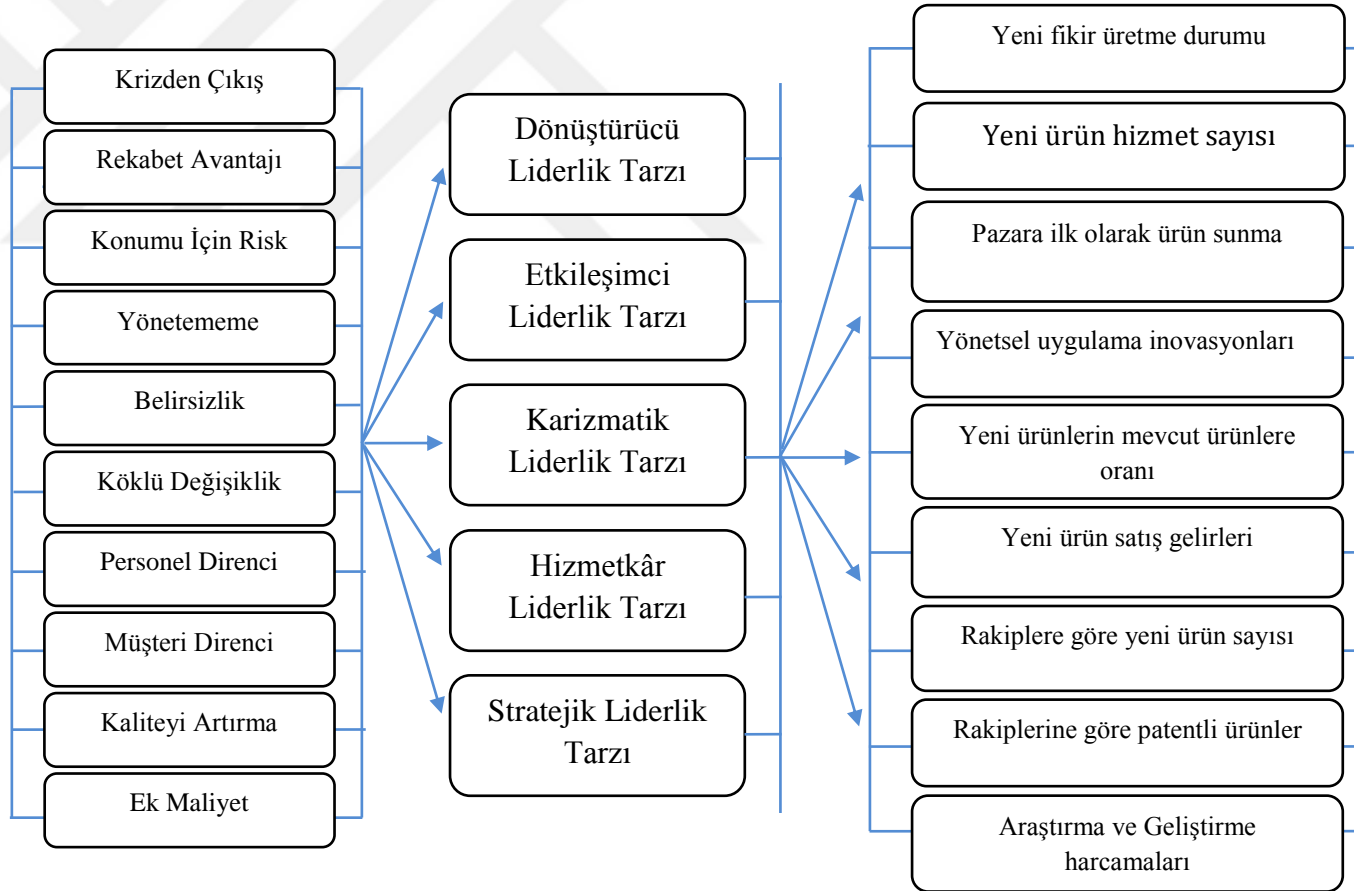 Krizden Çıkış
Rekabet Avantajı
Konumu İçin Risk
Yönetememe
Belirsizlik
Köklü Değişiklik
Personel Direnci
Müşteri Direnci
Kaliteyi Artırma
Ek Maliyet
Dönüştürücü
Liderlik Tarzı
Etkileşimci
Liderlik Tarzı
Karizmatik
Liderlik Tarzı
Hizmetkâr
Liderlik Tarzı
Stratejik Liderlik
Tarzı
Yeni fikir üretme durumu
Yeni ürün hizmet sayısı
Pazara ilk olarak ürün sunma
Yönetsel uygulama inovasyonları
Yeni ürünlerin mevcut ürünlere
oranı
Yeni ürün satış gelirleri
Rakiplere göre yeni ürün sayısı
Rakiplerine göre patentli ürünler
Araştırma ve Geliştirme
harcamaları